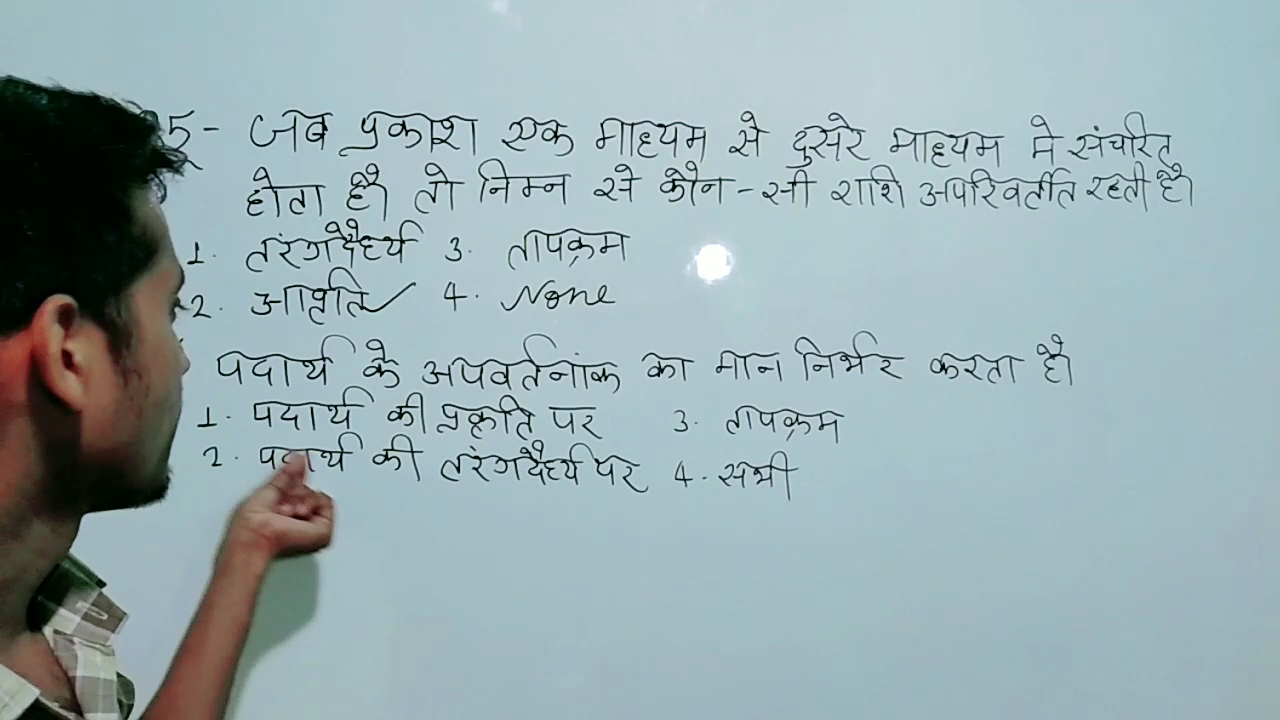 5- जब प्रकाश एक माध्यम से दुसरे माध्यम मे संचरित
होता है तो निम्न से कौन-सी राशि अपरिवर्तीत रहती है।
1. तरंगदैर्ध्य 3. तापक्रम
2. आवृति ✓ 4. None
पदार्थ के अपवर्तनांक का मान निर्भर करता है।
1. पदार्थ की प्रकृति पर 3. तापक्रम
2. पदार्थ की तरंगदैर्ध्य पर 4. सभी